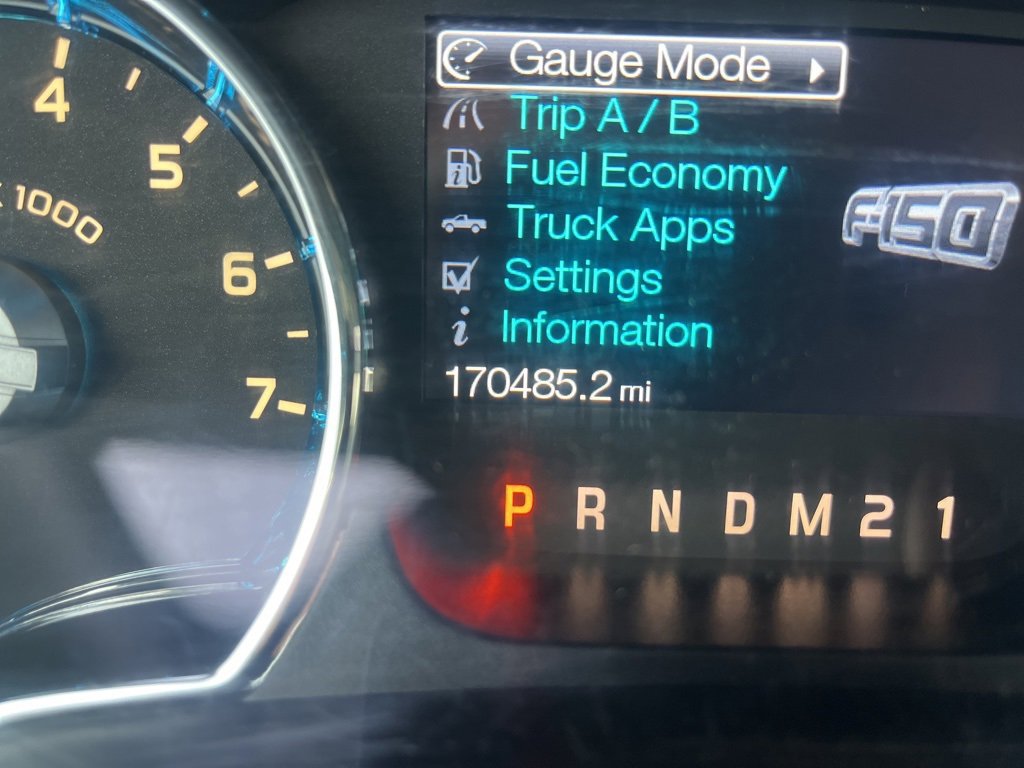 4
5
x 1000
6
7
Gauge Mode
Trip A / B
Fuel Economy
Truck Apps
Settings
Information
F-150
170485.2 mi
P R N D M 2 1